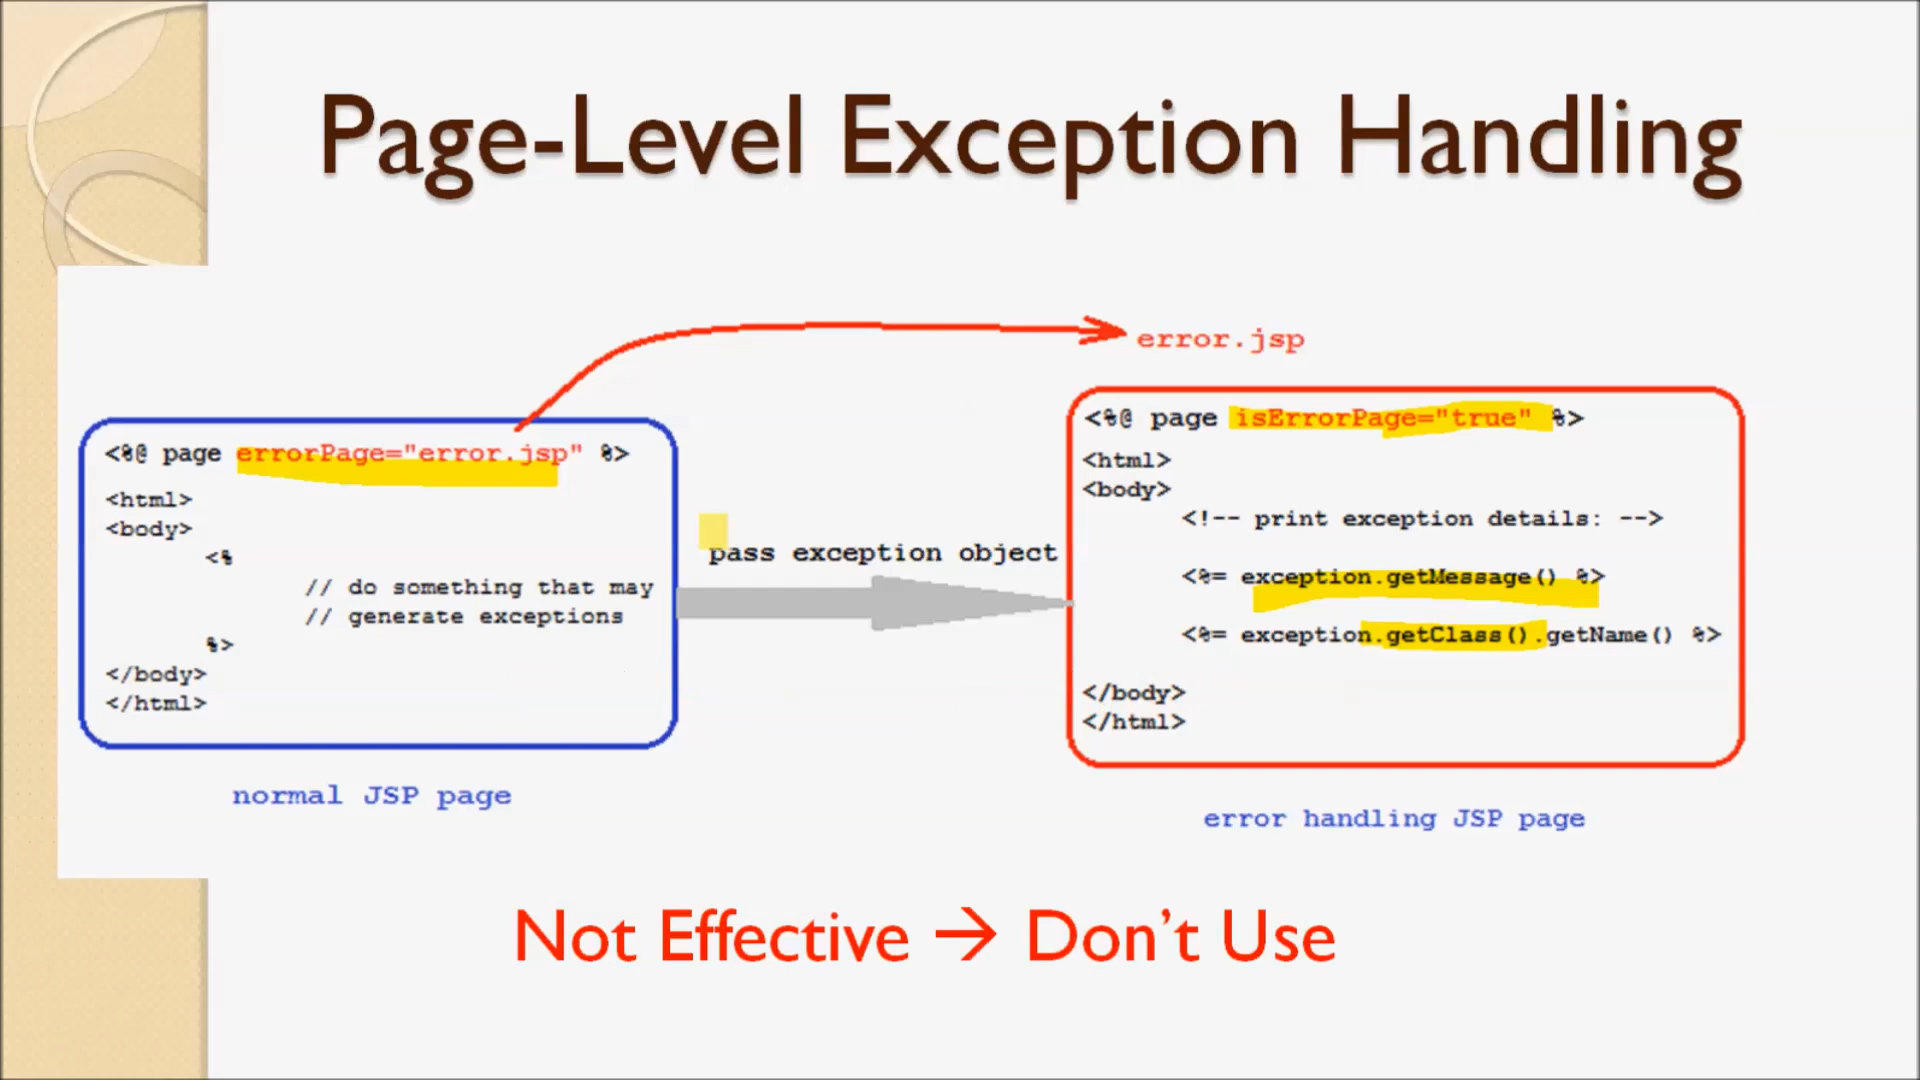 Page-Level Exception Handling
error.jsp
<%@ page errorPage="error.jsp" %>
<html>
<body>
<%
// do something that may
// generate exceptions
%>
</body>
</html>
normal JSP page
pass exception object
<%@ page isErrorPage="true" %>
<html>
<body>
<!-- print exception details: -->
<%= exception.getMessage() %>
<%= exception.getClass().getName() %>
</body>
</html>
error handling JSP page
Not Effective → Don't Use